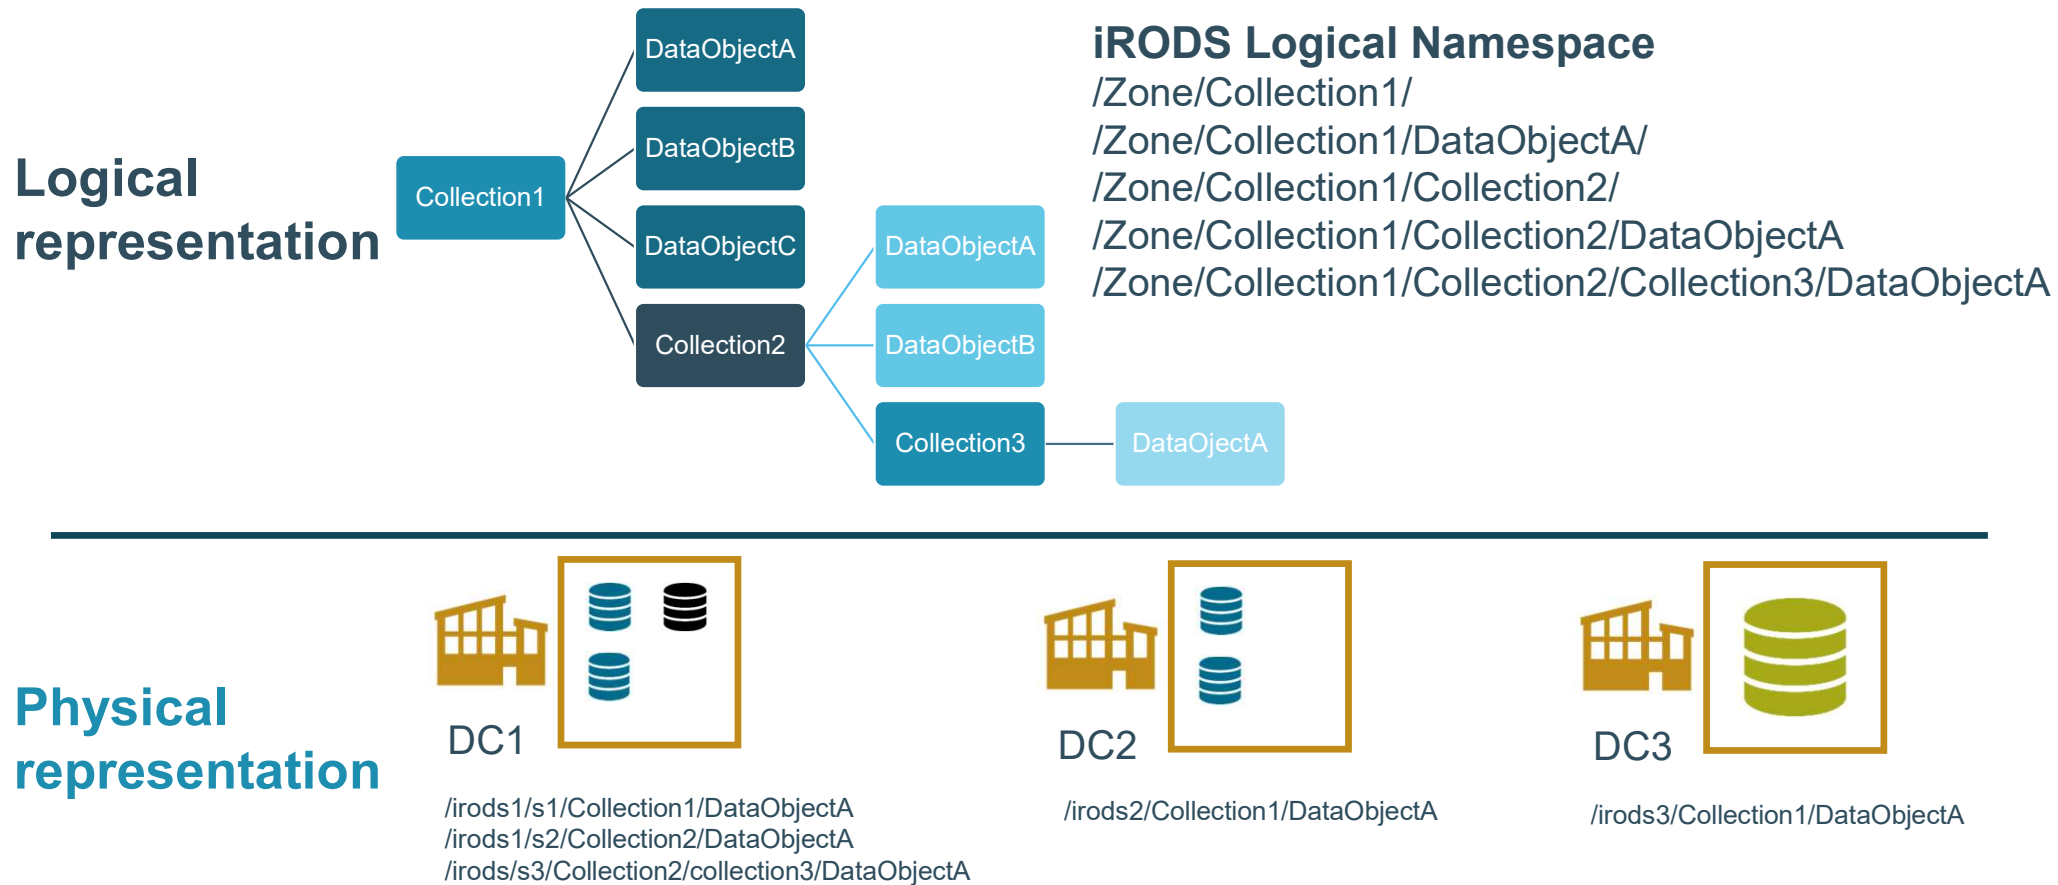 Logical
representation
Collection1
DataObjectA
DataObjectB
DataObjectC
Collection2
DataObjectA
DataObjectB
Collection3
DataOjectA
iRODS Logical Namespace
/Zone/Collection1/
/Zone/Collection1/DataObjectA/
/Zone/Collection1/Collection2/
/Zone/Collection1/Collection2/DataObjectA
/Zone/Collection1/Collection2/Collection3/DataObjectA
Physical
representation
DC1
/irods1/s1/Collection1/DataObjectA
/irods1/s2/Collection2/DataObjectA
/irods/s3/Collection2/collection3/DataObjectA
DC2
/irods2/Collection1/DataObjectA
DC3
/irods3/Collection1/DataObjectA